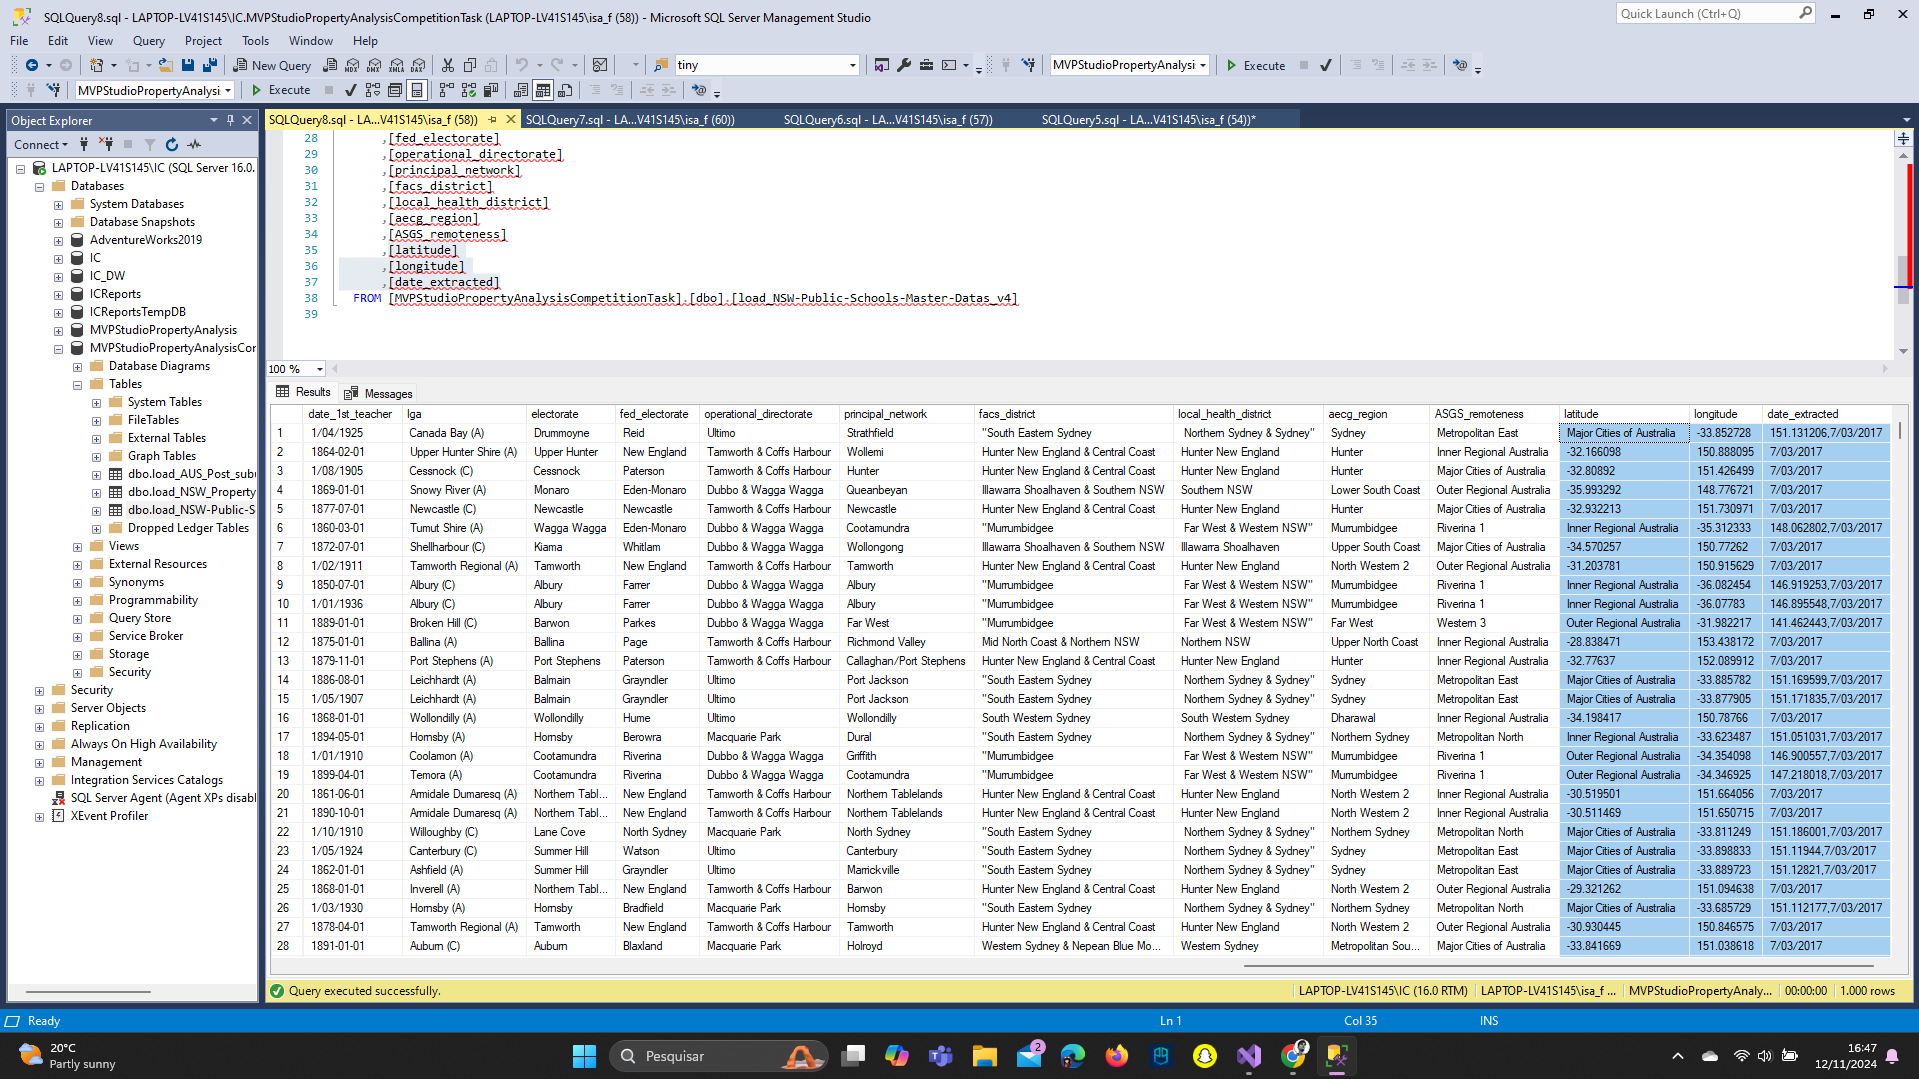 SQLQuery8.sql - LAPTOP-LV41S145\IC.MVPStudioPropertyAnalysisCompetitionTask (LAPTOP-LV41S145\isa_f (58)) - Microsoft SQL Server Management Studio
Quick Launch (Ctrl+Q)
File Edit View Query Project Tools Window Help
New Query MDX DMX XMLA DAX tiny MVPStudioPropertyAnalysi Execute
MVPStudioPropertyAnalysi Execute
Object Explorer
Connect
LAPTOP-LV41S145\IC (SQL Server 16.0.
Databases
System Databases
Database Snapshots
AdventureWorks2019
IC
IC_DW
ICReports
ICReportsTempDB
MVPStudioPropertyAnalysis
MVPStudioPropertyAnalysisCor
Database Diagrams
Tables
System Tables
FileTables
External Tables
Graph Tables
dbo.load_AUS_Post_subu
dbo.load_NSW_Property
dbo.load_NSW-Public-S
Dropped Ledger Tables
Views
External Resources
Synonyms
Programmability
Query Store
Service Broker
Storage
Security
Security
Server Objects
Replication
Always On High Availability
Management
Integration Services Catalogs
SQL Server Agent (Agent XPs disabl
XEvent Profiler
SQLQuery8.sql - LA...V41S145\isa_f (58)) SQLQuery7.sql - LA...V41S145\isa_f (60)) SQLQuery6.sql - LA...V41S145\isa_f (57)) SQLQuery5.sql - LA...V41S145\isa_f (54))*
28 ,[fed_electorate]
29 ,[operational_directorate]
30 ,[principal_network]
31 ,[facs_district]
32 ,[local_health_district]
33 ,[aecg_region]
34 ,[ASGS_remoteness]
35 ,[latitude]
36 ,[longitude]
37 ,[date_extracted]
38 FROM [MVPStudioPropertyAnalysisCompetitionTask].[dbo].[load_NSW-Public-Schools-Master-Datas_v4]
39
100 %
Results Messages
date_1st_teacher lga electorate fed_electorate operational_directorate principal_network facs_district local_health_district aecg_region ASGS_remoteness latitude longitude date_extracted
1 1/04/1925 Canada Bay (A) Drummoyne Reid Ultimo Strathfield "South Eastern Sydney Northern Sydney & Sydney" Sydney Metropolitan East Major Cities of Australia -33.852728 151.131206,7/03/2017
2 1864-02-01 Upper Hunter Shire (A) Upper Hunter New England Tamworth & Coffs Harbour Wollemi Hunter New England & Central Coast Hunter New England Hunter Inner Regional Australia -32.166098 150.888095 7/03/2017
3 1/08/1905 Cessnock (C) Cessnock Paterson Tamworth & Coffs Harbour Hunter Hunter New England & Central Coast Hunter New England Hunter Major Cities of Australia -32.80892 151.426499 7/03/2017
4 1869-01-01 Snowy River (A) Monaro Eden-Monaro Dubbo & Wagga Wagga Queanbeyan Illawarra Shoalhaven & Southern NSW Southern NSW Lower South Coast Outer Regional Australia -35.993292 148.776721 7/03/2017
5 1877-07-01 Newcastle (C) Newcastle Newcastle Tamworth & Coffs Harbour Newcastle Hunter New England & Central Coast Hunter New England Hunter Major Cities of Australia -32.932213 151.730971 7/03/2017
6 1860-03-01 Tumut Shire (A) Wagga Wagga Eden-Monaro Dubbo & Wagga Wagga Cootamundra "Murrumbidgee Far West & Western NSW" Murrumbidgee Riverina 1 Inner Regional Australia -35.312333 148.062802,7/03/2017
7 1872-07-01 Shellharbour (C) Kiama Whitlam Dubbo & Wagga Wagga Wollongong Illawarra Shoalhaven & Southern NSW Illawarra Shoalhaven Upper South Coast Major Cities of Australia -34.570257 150.77262 7/03/2017
8 1/02/1911 Tamworth Regional (A) Tamworth New England Tamworth & Coffs Harbour Tamworth Hunter New England & Central Coast Hunter New England North Western 2 Outer Regional Australia -31.203781 150.915629 7/03/2017
9 1850-07-01 Albury (C) Albury Farrer Dubbo & Wagga Wagga Albury "Murrumbidgee Far West & Western NSW" Murrumbidgee Riverina 1 Inner Regional Australia -36.082454 146.919253,7/03/2017
10 1/01/1936 Albury (C) Albury Farrer Dubbo & Wagga Wagga Albury "Murrumbidgee Far West & Western NSW" Murrumbidgee Riverina 1 Inner Regional Australia -36.07783 146.895548,7/03/2017
11 1889-01-01 Broken Hill (C) Barwon Parkes Dubbo & Wagga Wagga Far West "Murrumbidgee Far West & Western NSW" Far West Western 3 Outer Regional Australia -31.982217 141.462443,7/03/2017
12 1875-01-01 Ballina (A) Ballina Page Tamworth & Coffs Harbour Richmond Valley Mid North Coast & Northern NSW Northern NSW Upper North Coast Inner Regional Australia -28.838471 153.438172 7/03/2017
13 1879-11-01 Port Stephens (A) Port Stephens Paterson Tamworth & Coffs Harbour Callaghan/Port Stephens Hunter New England & Central Coast Hunter New England Hunter Inner Regional Australia -32.77637 152.089912 7/03/2017
14 1886-08-01 Leichhardt (A) Balmain Grayndler Ultimo Port Jackson "South Eastern Sydney Northern Sydney & Sydney" Sydney Metropolitan East Major Cities of Australia -33.885782 151.169599,7/03/2017
15 1/05/1907 Leichhardt (A) Balmain Grayndler Ultimo Port Jackson "South Eastern Sydney Northern Sydney & Sydney" Sydney Metropolitan East Major Cities of Australia -33.877905 151.171835,7/03/2017
16 1868-01-01 Wollondilly (A) Wollondilly Hume Ultimo Wollondilly South Western Sydney South Western Sydney Dharawal Inner Regional Australia -34.198417 150.78766 7/03/2017
17 1894-05-01 Hornsby (A) Hornsby Berowra Macquarie Park Dural "South Eastern Sydney Northern Sydney & Sydney" Northern Sydney Metropolitan North Inner Regional Australia -33.623487 151.051031,7/03/2017
18 1/01/1910 Coolamon (A) Cootamundra Riverina Dubbo & Wagga Wagga Griffith "Murrumbidgee Far West & Western NSW" Murrumbidgee Riverina 1 Outer Regional Australia -34.354098 146.900557,7/03/2017
19 1899-04-01 Temora (A) Cootamundra Riverina Dubbo & Wagga Wagga Cootamundra "Murrumbidgee Far West & Western NSW" Murrumbidgee Riverina 1 Outer Regional Australia -34.346925 147.218018,7/03/2017
20 1861-06-01 Armidale Dumaresq (A) Northern Tabl... New England Tamworth & Coffs Harbour Northern Tablelands Hunter New England & Central Coast Hunter New England North Western 2 Inner Regional Australia -30.519501 151.664056 7/03/2017
21 1890-10-01 Armidale Dumaresq (A) Northern Tabl... New England Tamworth & Coffs Harbour Northern Tablelands Hunter New England & Central Coast Hunter New England North Western 2 Inner Regional Australia -30.511469 151.650715 7/03/2017
22 1/10/1910 Willoughby (C) Lane Cove North Sydney Macquarie Park North Sydney "South Eastern Sydney Northern Sydney & Sydney" Northern Sydney Metropolitan North Major Cities of Australia -33.811249 151.186001,7/03/2017
23 1/05/1924 Canterbury (C) Summer Hill Watson Ultimo Canterbury "South Eastern Sydney Northern Sydney & Sydney" Sydney Metropolitan East Major Cities of Australia -33.898833 151.11944,7/03/2017
24 1862-01-01 Ashfield (A) Summer Hill Grayndler Ultimo Marrickville "South Eastern Sydney Northern Sydney & Sydney" Sydney Metropolitan East Major Cities of Australia -33.889723 151.12821,7/03/2017
25 1868-01-01 Inverell (A) Northern Tabl... New England Tamworth & Coffs Harbour Barwon Hunter New England & Central Coast Hunter New England North Western 2 Outer Regional Australia -29.321262 151.094638 7/03/2017
26 1/03/1930 Hornsby (A) Hornsby Bradfield Macquarie Park Hornsby "South Eastern Sydney Northern Sydney & Sydney" Northern Sydney Metropolitan North Major Cities of Australia -33.685729 151.112177,7/03/2017
27 1878-04-01 Tamworth Regional (A) Tamworth New England Tamworth & Coffs Harbour Tamworth Hunter New England & Central Coast Hunter New England North Western 2 Outer Regional Australia -30.930445 150.846575 7/03/2017
28 1891-01-01 Auburn (C) Auburn Blaxland Macquarie Park Holroyd Western Sydney & Nepean Blue Mo... Western Sydney Metropolitan Sou... Major Cities of Australia -33.841669 151.038618 7/03/2017
Query executed successfully. LAPTOP-LV41S145\IC (16.0 RTM) LAPTOP-LV41S145\isa_f ... MVPStudioPropertyAnaly... 00:00:00 1.000 rows
Ready Ln 1 Col 35 INS
20°C
Partly sunny
Pesquisar
2
16:47
12/11/2024